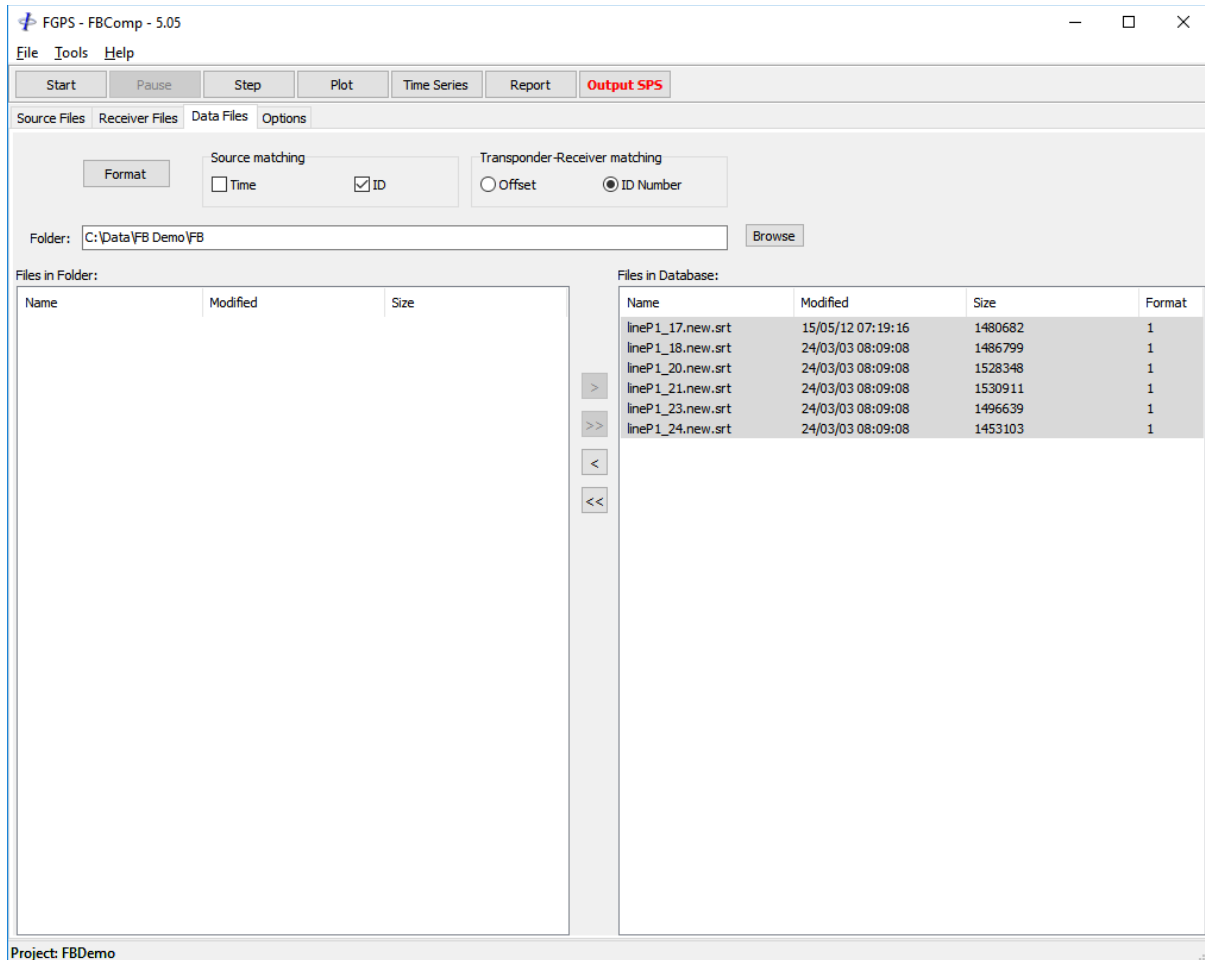 FGPS - FBComp - 5.05
File Tools Help
Start Pause Step Plot Time Series Report Output SPS
Source Files Receiver Files Data Files Options
Format
Source matching
Time ID
Transponder-Receiver matching
Offset ID Number
Folder: C:\Data\FB Demo\FB Browse
Files in Folder:
Name Modified Size
>
>>
<
<<
Files in Database:
Name Modified Size Format
lineP1_17.new.srt 15/05/12 07:19:16 1480682 1
lineP1_18.new.srt 24/03/03 08:09:08 1486799 1
lineP1_20.new.srt 24/03/03 08:09:08 1528348 1
lineP1_21.new.srt 24/03/03 08:09:08 1530911 1
lineP1_23.new.srt 24/03/03 08:09:08 1496639 1
lineP1_24.new.srt 24/03/03 08:09:08 1453103 1
Project: FBDemo